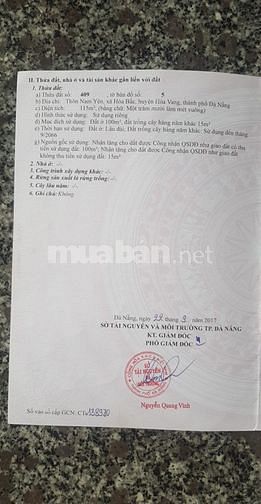 II. Thửa đất, nhà ở và tài sản khác gắn liền với đất
1. Thửa đất:
a) Thửa đất số: 409 , tờ bản đồ số: 5
b) Địa chỉ: Thôn Nam Yên, xã Hòa Bắc, huyện Hòa Vang, thành phố Đà Nẵng
c) Diện tích: 115m², (bằng chữ: Một trăm mười lăm mét vuông)
d) Hình thức sử dụng: Sử dụng riêng
đ) Mục đích sử dụng: Đất ở 100m², đất trồng cây hàng năm khác 15m²
e) Thời hạn sử dụng: Đất ở: Lâu dài; Đất trồng cây hàng năm khác: Sử dụng đến tháng
9/2066
g) Nguồn gốc sử dụng: Nhận tặng cho đất được Công nhận QSDĐ như giao đất có thu
tiền sử dụng đất: 100m²; Nhận tặng cho đất được Công nhận QSDĐ như giao đất
không thu tiền sử dụng đất: 15m²
2. Nhà ở: -/-
3. Công trình xây dựng khác: -/-
4. Rừng sản xuất là rừng trồng: -/-
5. Cây lâu năm: -/-
6. Ghi chú: Không.
muaban.net
Đà Nẵng, ngày 22 tháng 3 năm 2017
SỞ TÀI NGUYÊN VÀ MÔI TRƯỜNG TP. ĐÀ NẴNG
KT. GIÁM ĐỐC
PHÓ GIÁM ĐỐC
SỞ
TÀI NGUYÊN
Nguyễn Quang Vinh
Số vào sổ cấp GCN: CTs